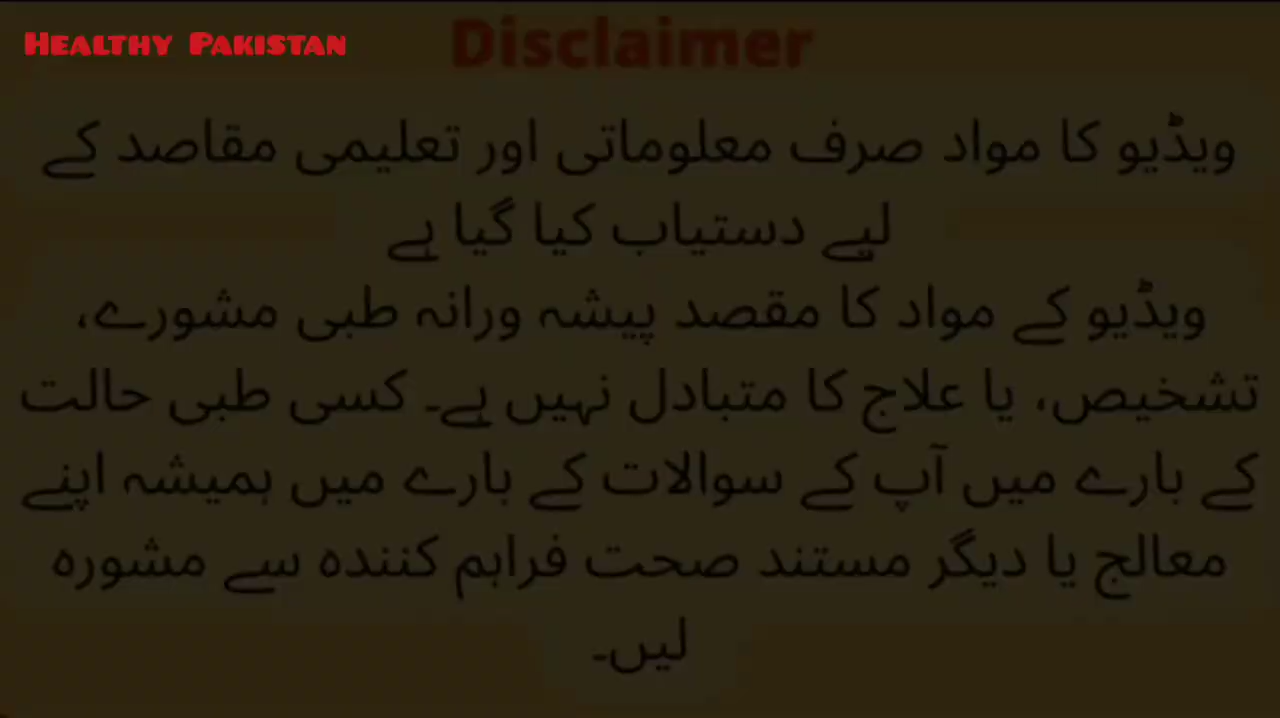 HEALTHY PAKISTAN
Disclaimer
ویڈیو کا مواد صرف معلوماتی اور تعلیمی مقاصد کے
لیے دستیاب کیا گیا ہے
ویڈیو کے مواد کا مقصد پیشہ ورانہ طبی مشورے،
تشخیص، یا علاج کا متبادل نہیں ہے۔ کسی طبی حالت
کے بارے میں آپ کے سوالات کے بارے میں ہمیشہ اپنے
معالج یا دیگر مستند صحت فراہم کنندہ سے مشورہ
لیں۔